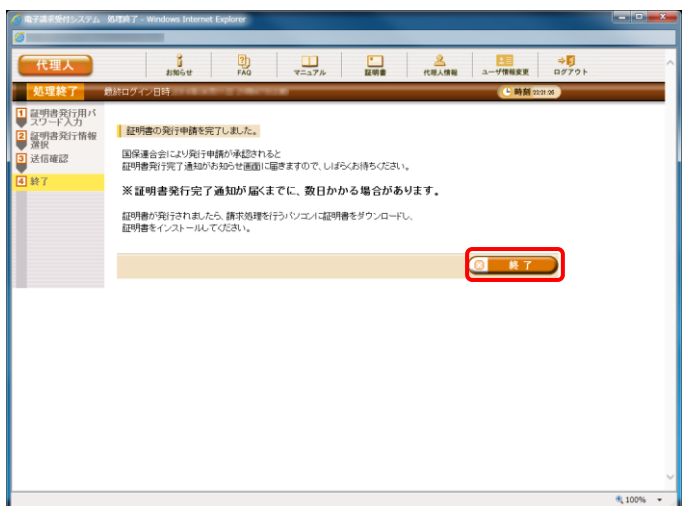 電子請求受付システム 処理終了 - Windows Internet Explorer
代理人
お知らせ
FAQ
マニュアル
証明書
代理人情報
ユーザ情報変更
ログアウト
処理終了
最終ログイン日時
時刻 22:21:26
1 証明書発行用パ
スワード入力
2 証明書発行情報
選択
3 送信確認
4 終了
証明書の発行申請を完了しました。
国保連合会により発行申請が承認されると
証明書発行完了通知がお知らせ画面に届きますので、しばらくお待ちください。
※証明書発行完了通知が届くまでに、数日かかる場合があります。
証明書が発行されましたら、請求処理を行うパソコンに証明書をダウンロードし、
証明書をインストールしてください。
終了
100%